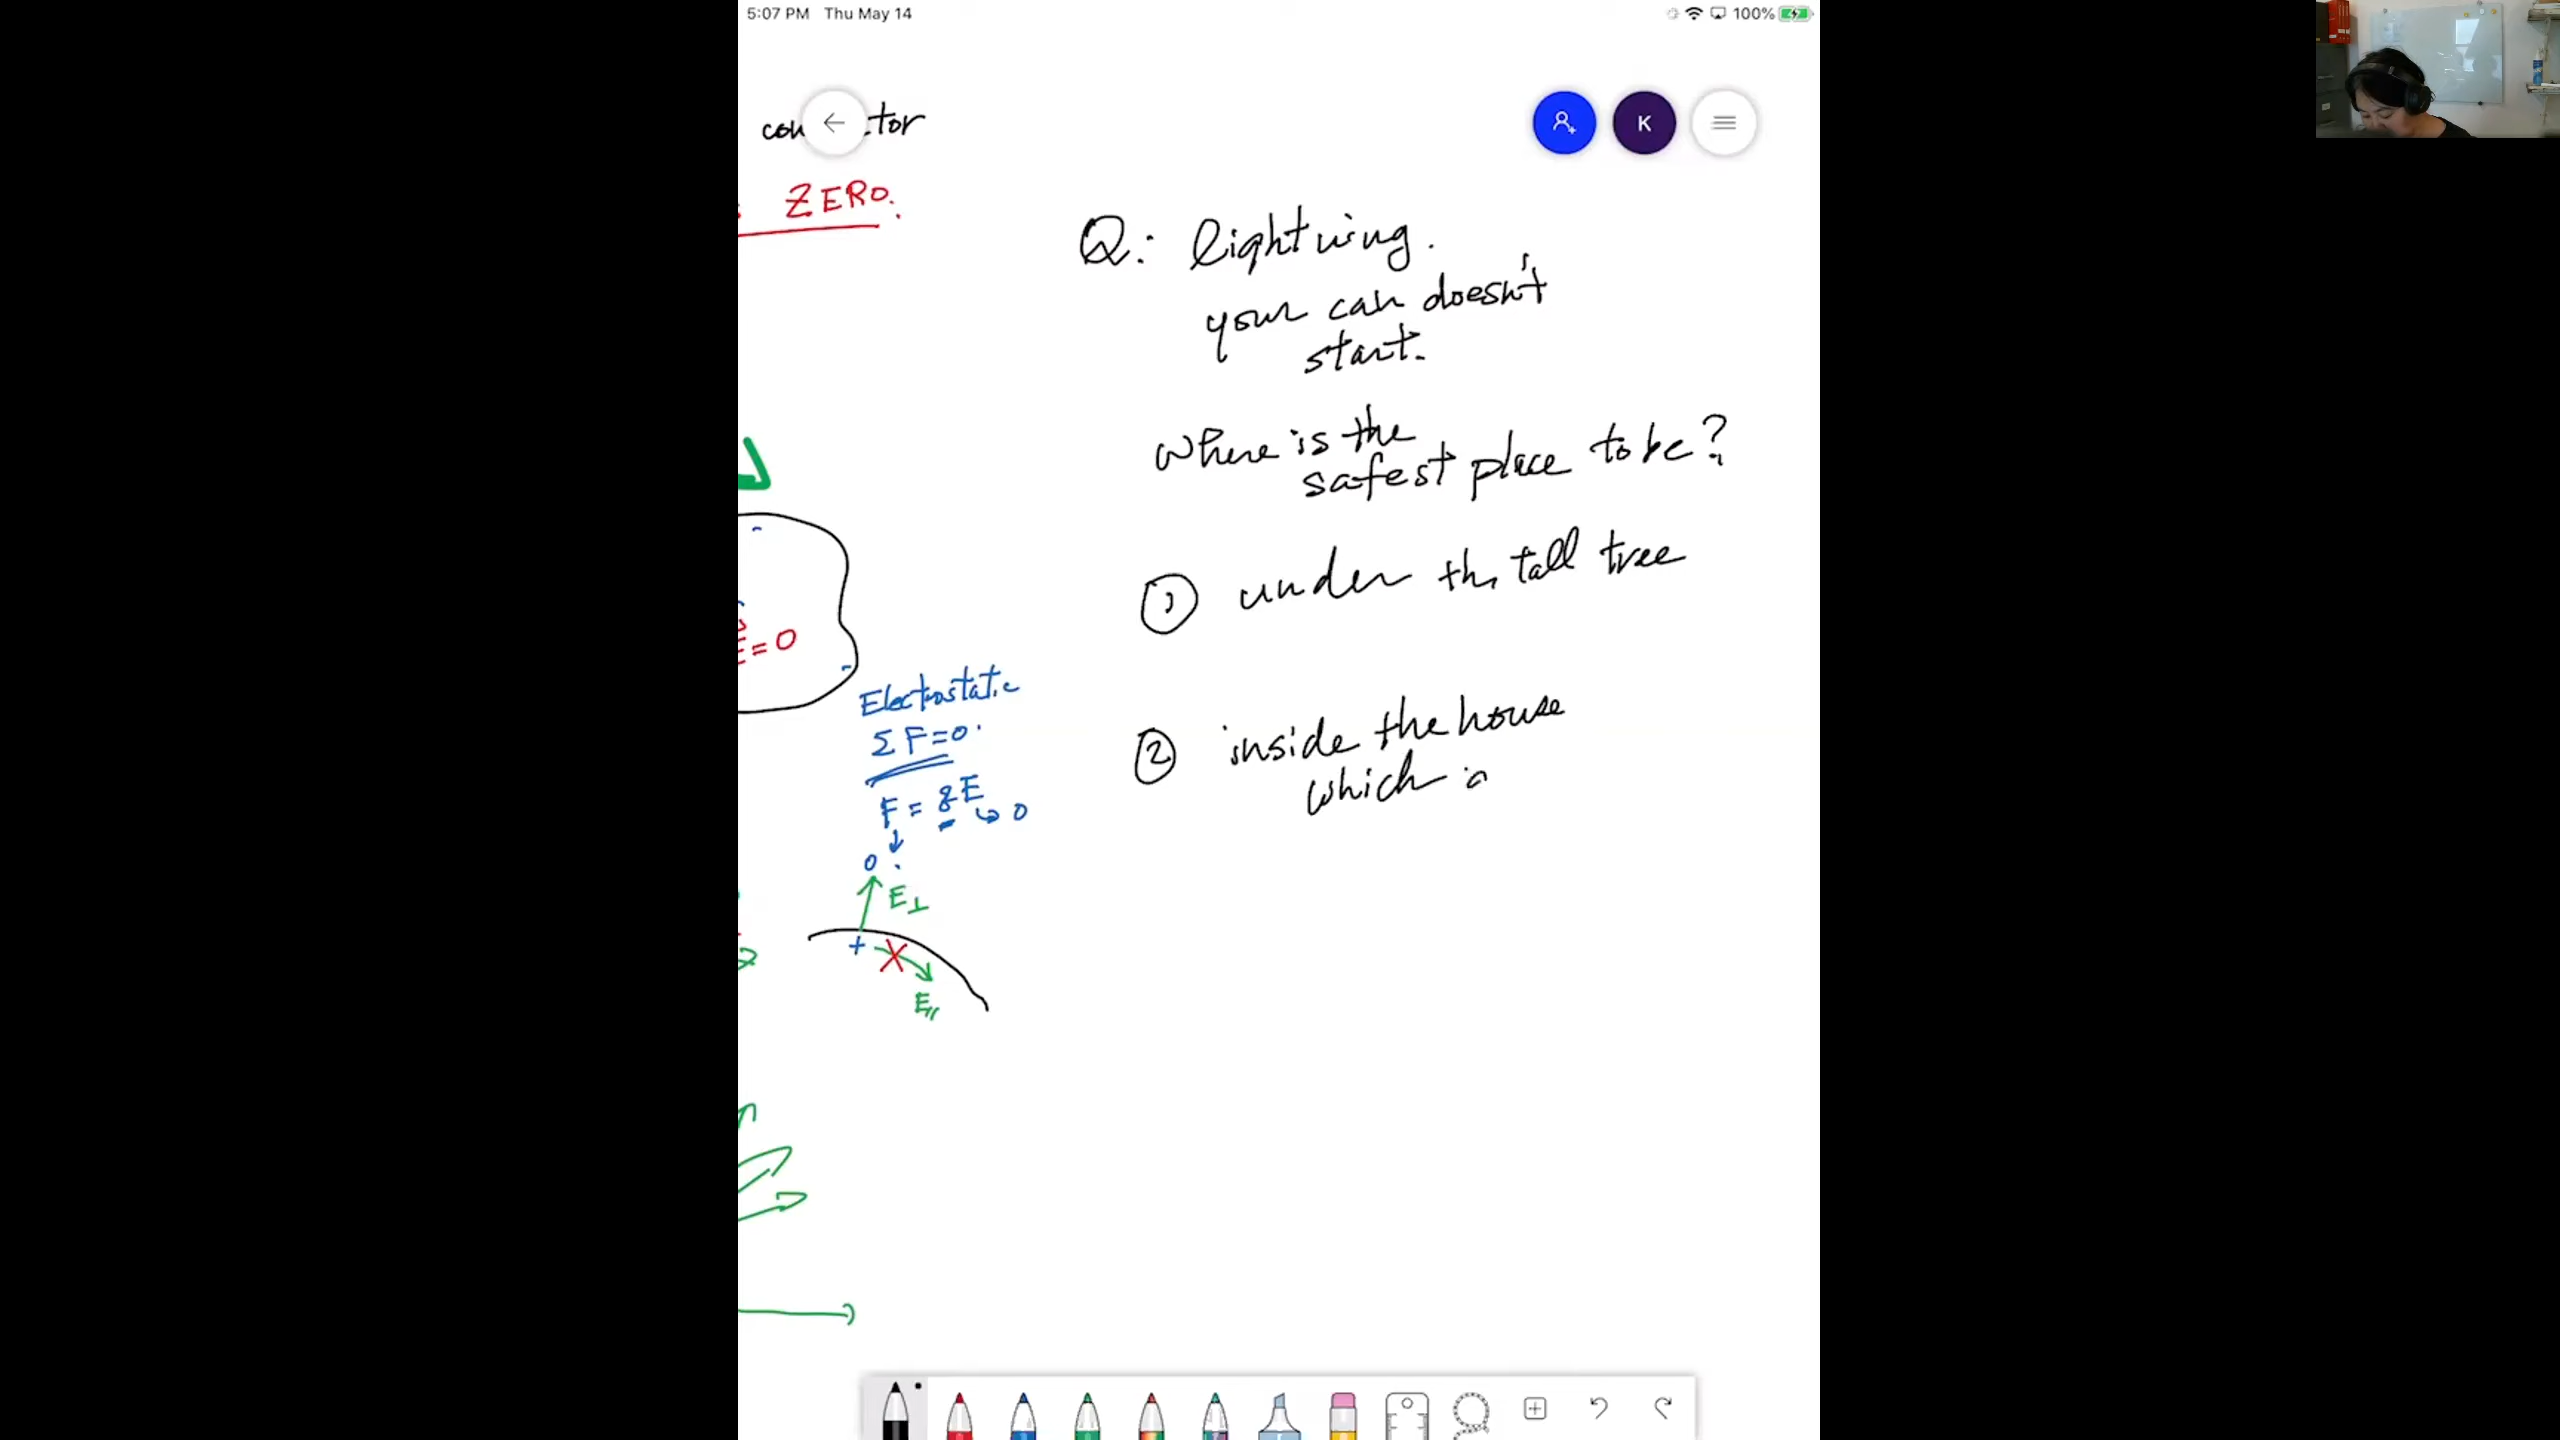 5:07 PM Thu May 14
100%
K
ZERO.
Q: lightning.
your car doesn't
start.
Where is the
safest place to be?
① under the tall tree
② inside the house
which
E=0
Electrostatic
ΣF=0
F = qE
↳ 0
0
E⊥
+
E//